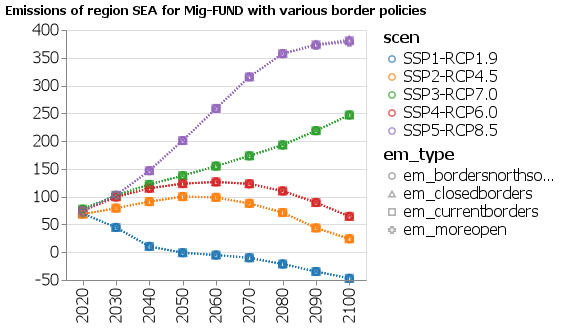 Emissions of region SEA for Mig-FUND with various border policies
400
350
300
250
200
150
100
50
0
-50
2020
2030
2040
2050
2060
2070
2080
2090
2100
scen
SSP1-RCP1.9
SSP2-RCP4.5
SSP3-RCP7.0
SSP4-RCP6.0
SSP5-RCP8.5
em_type
em_bordersnorthso...
em_closedborders
em_currentborders
em_moreopen